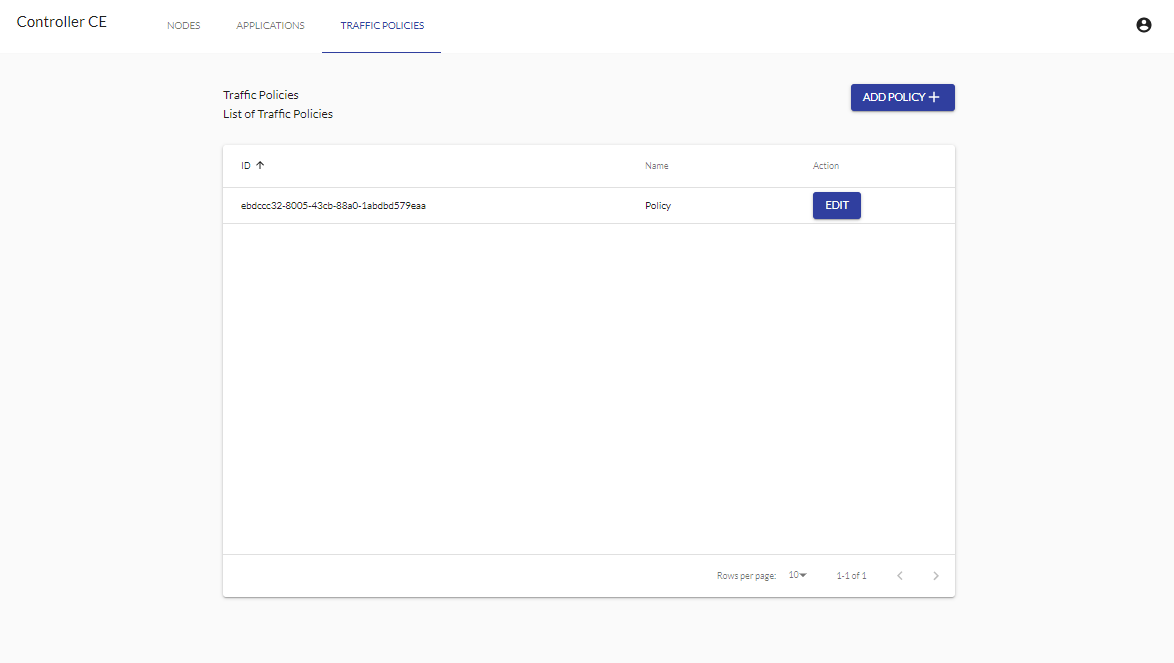 Controller CE
NODES
APPLICATIONS
TRAFFIC POLICIES
Traffic Policies
List of Traffic Policies
ADD POLICY
ID
Name
Action
ebdccc32-8005-43cb-88a0-1abdbd579eaa
Policy
EDIT
Rows per page:
10
1-1 of 1